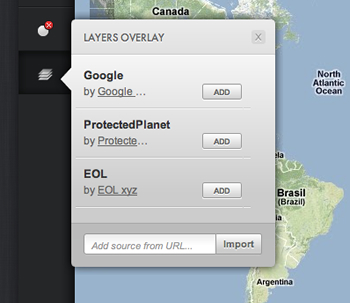 Canada
LAYERS OVERLAY
X
Google
by Google ...
ADD
ProtectedPlanet
by Protecte...
ADD
EOL
by EOL xyz
ADD
Add source from URL...
Import
North
Atlantic
Ocean
Brasil
(Brazil)
Argentina